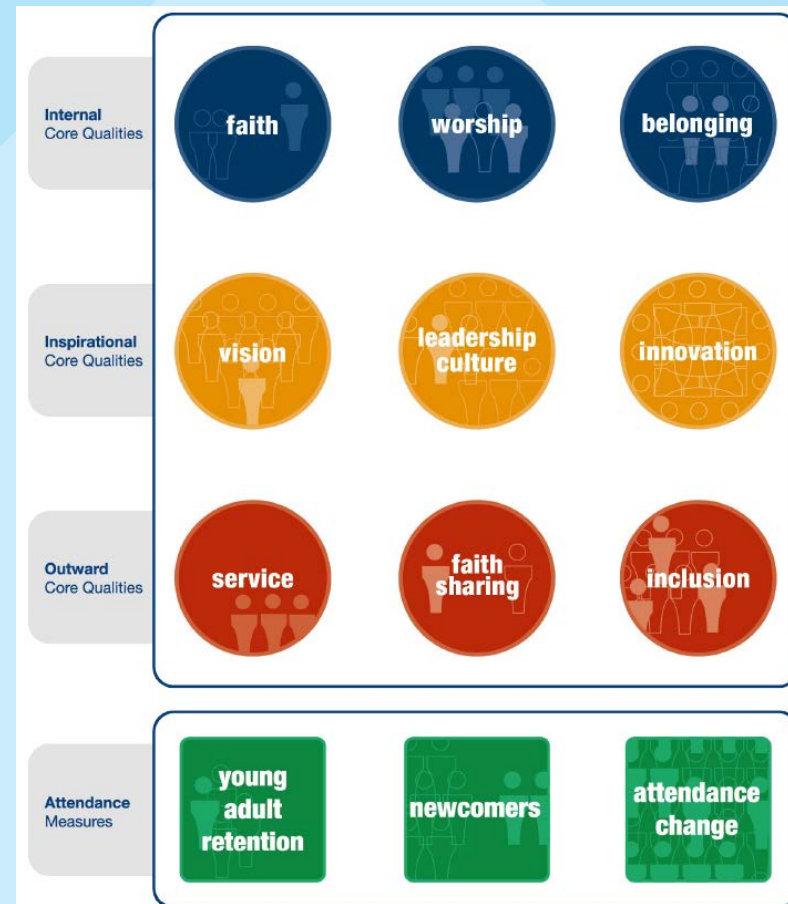 Internal
Core Qualities
faith
worship
belonging
Inspirational
Core Qualities
vision
leadership
culture
innovation
Outward
Core Qualities
service
faith
sharing
inclusion
Attendance
Measures
young
adult
retention
newcomers
attendance
change